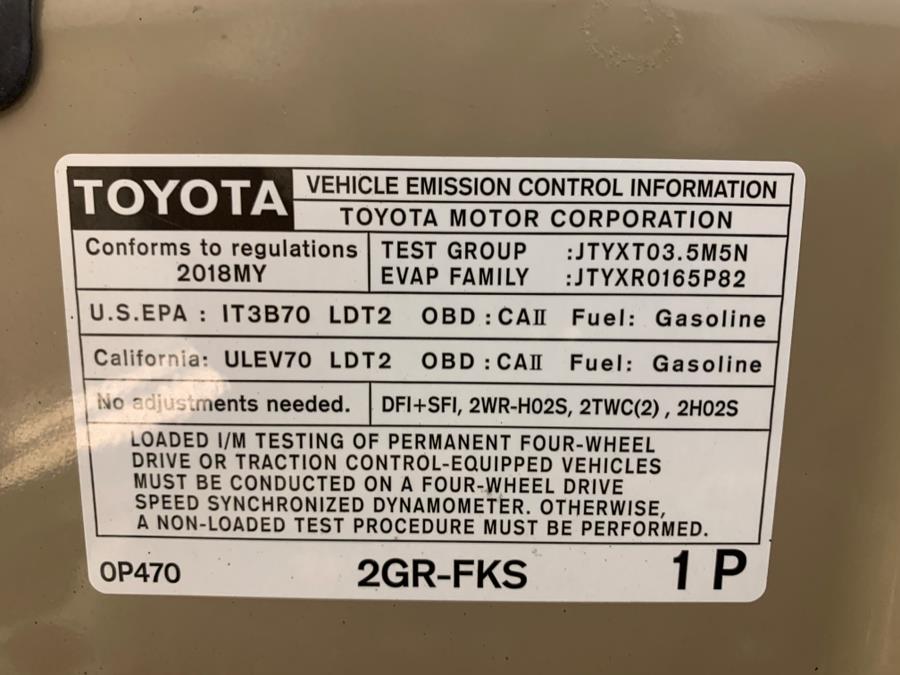 TOYOTA
VEHICLE EMISSION CONTROL INFORMATION
TOYOTA MOTOR CORPORATION
Conforms to regulations
2018MY
TEST GROUP :JTYXT03.5M5N
EVAP FAMILY :JTYXR0165P82
U.S.EPA : IT3B70 LDT2 OBD : CAII Fuel: Gasoline
California: ULEV70 LDT2 OBD : CAII Fuel: Gasoline
No adjustments needed.
DFI+SFI, 2WR-HO2S, 2TWC(2) , 2HO2S
LOADED I/M TESTING OF PERMANENT FOUR-WHEEL
DRIVE OR TRACTION CONTROL-EQUIPPED VEHICLES
MUST BE CONDUCTED ON A FOUR-WHEEL DRIVE
SPEED SYNCHRONIZED DYNAMOMETER. OTHERWISE,
A NON-LOADED TEST PROCEDURE MUST BE PERFORMED.
0P470 2GR-FKS 1 P